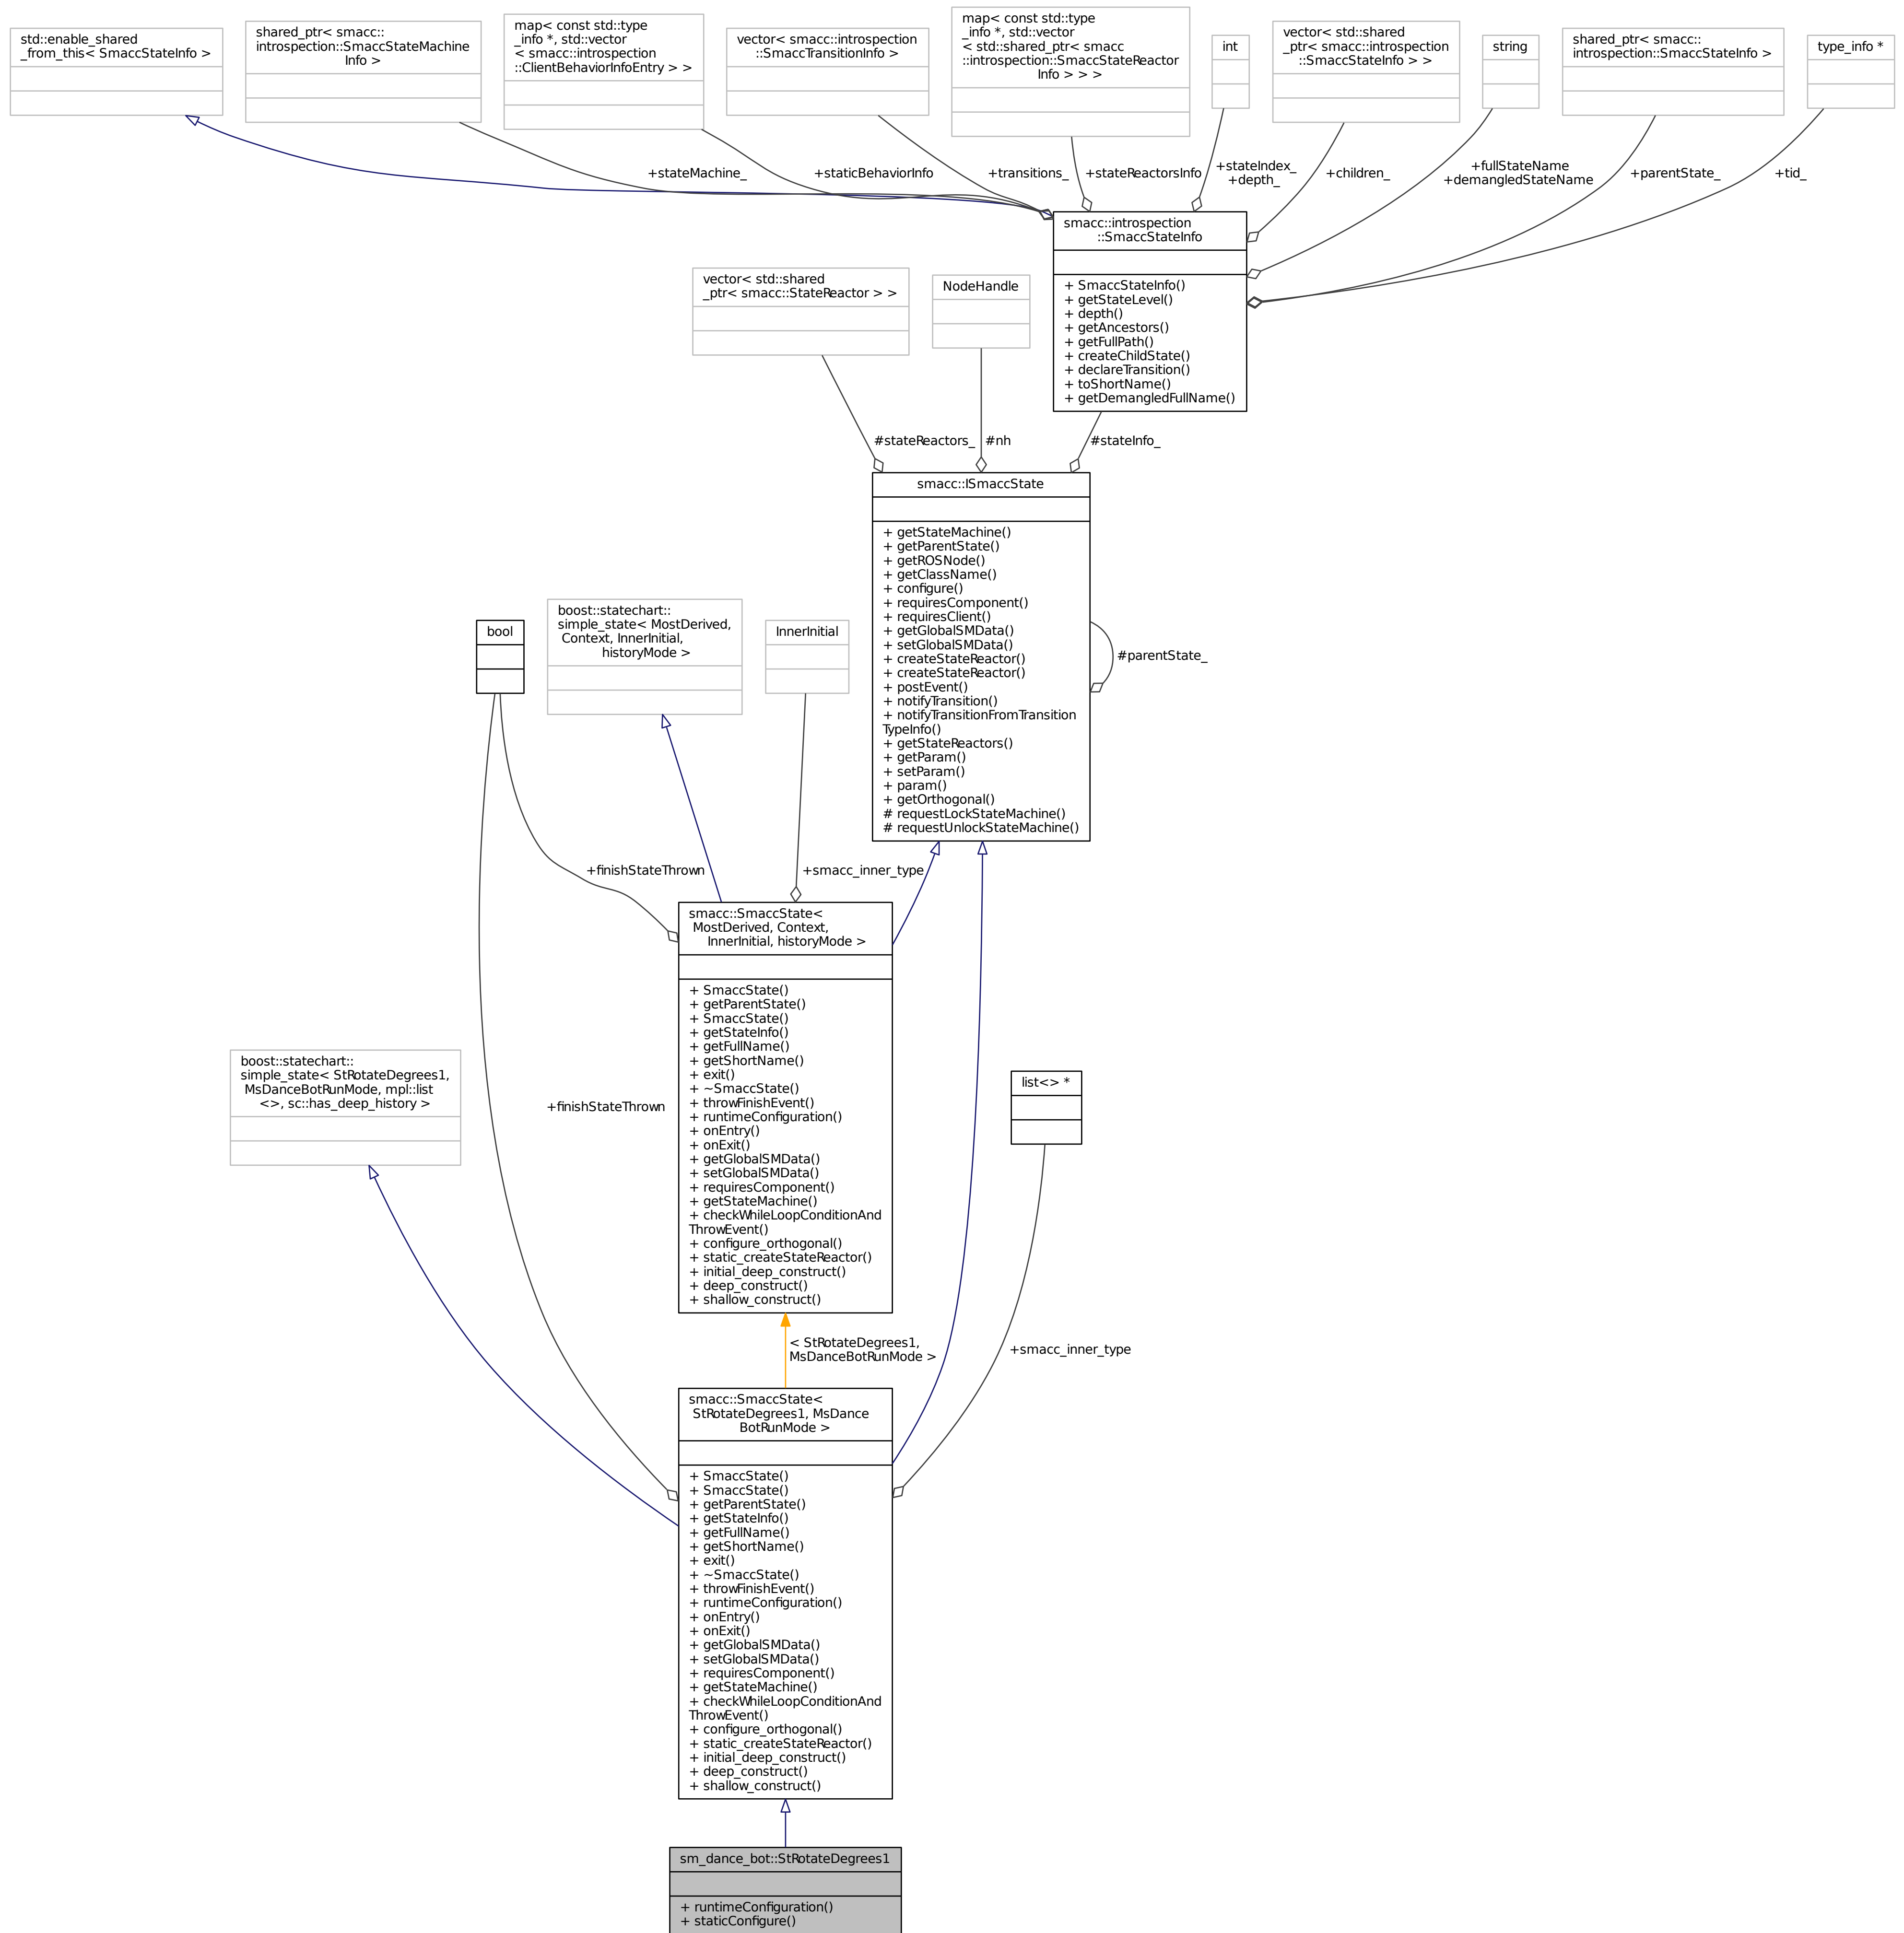 std::enable_shared
_from_this< SmaccStateInfo >
shared_ptr< smacc::
introspection::SmaccStateMachine
Info >
map< const std::type
_info *, std::vector
< smacc::introspection
::ClientBehaviorInfoEntry > >
vector< smacc::introspection
::SmaccTransitionInfo >
map< const std::type
_info *, std::vector
< std::shared_ptr< smacc
::introspection::SmaccStateReactor
Info > > >
int
vector< std::shared
_ptr< smacc::introspection
::SmaccStateInfo > >
string
shared_ptr< smacc::
introspection::SmaccStateInfo >
type_info *
+stateMachine_
+staticBehaviorInfo
+transitions_
+stateReactorsInfo
+stateIndex_
+depth_
+children_
+fullStateName
+demangledStateName
+parentState_
+tid_
smacc::introspection
::SmaccStateInfo
+ SmaccStateInfo()
+ getStateLevel()
+ depth()
+ getAncestors()
+ getFullPath()
+ createChildState()
+ declareTransition()
+ toShortName()
+ getDemangledFullName()
vector< std::shared
_ptr< smacc::StateReactor > >
NodeHandle
#stateReactors_
#nh
#stateInfo_
smacc::ISmaccState
+ getStateMachine()
+ getParentState()
+ getROSNode()
+ getClassName()
+ configure()
+ requiresComponent()
+ requiresClient()
+ getGlobalSMData()
+ setGlobalSMData()
+ createStateReactor()
+ createStateReactor()
+ postEvent()
+ notifyTransition()
+ notifyTransitionFromTransition
TypeInfo()
+ getStateReactors()
+ getParam()
+ setParam()
+ param()
+ getOrthogonal()
# requestLockStateMachine()
# requestUnlockStateMachine()
#parentState_
bool
boost::statechart::
simple_state< MostDerived,
Context, InnerInitial,
historyMode >
InnerInitial
+finishStateThrown
+smacc_inner_type
smacc::SmaccState<
MostDerived, Context,
InnerInitial, historyMode >
+ SmaccState()
+ getParentState()
+ SmaccState()
+ getStateInfo()
+ getFullName()
+ getShortName()
+ exit()
+ ~SmaccState()
+ throwFinishEvent()
+ runtimeConfiguration()
+ onEntry()
+ onExit()
+ getGlobalSMData()
+ setGlobalSMData()
+ requiresComponent()
+ getStateMachine()
+ checkWhileLoopConditionAnd
ThrowEvent()
+ configure_orthogonal()
+ static_createStateReactor()
+ initial_deep_construct()
+ deep_construct()
+ shallow_construct()
boost::statechart::
simple_state< StRotateDegrees1,
MsDanceBotRunMode, mpl::list
<>, sc::has_deep_history >
+finishStateThrown
list<> *
< StRotateDegrees1,
MsDanceBotRunMode >
+smacc_inner_type
smacc::SmaccState<
StRotateDegrees1, MsDance
BotRunMode >
+ SmaccState()
+ SmaccState()
+ getParentState()
+ getStateInfo()
+ getFullName()
+ getShortName()
+ exit()
+ ~SmaccState()
+ throwFinishEvent()
+ runtimeConfiguration()
+ onEntry()
+ onExit()
+ getGlobalSMData()
+ setGlobalSMData()
+ requiresComponent()
+ getStateMachine()
+ checkWhileLoopConditionAnd
ThrowEvent()
+ configure_orthogonal()
+ static_createStateReactor()
+ initial_deep_construct()
+ deep_construct()
+ shallow_construct()
sm_dance_bot::StRotateDegrees1
+ runtimeConfiguration()
+ staticConfigure()